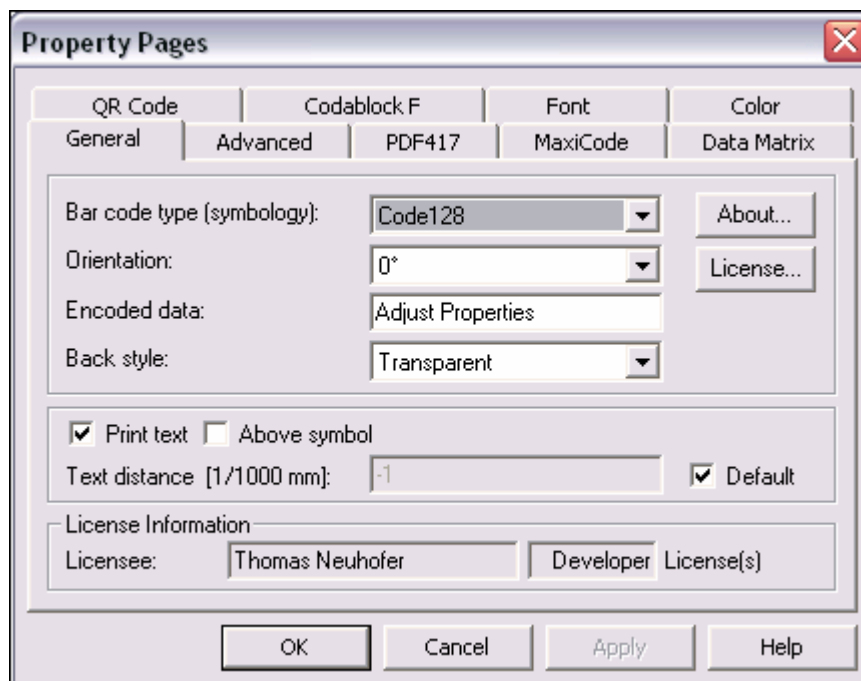 Property Pages
QR Code Codablock F Font Color
General Advanced PDF417 MaxiCode Data Matrix
Bar code type (symbology): Code128 About...
Orientation: 0° License...
Encoded data: Adjust Properties
Back style: Transparent
Print text Above symbol
Text distance [1/1000 mm]: -1 Default
License Information
Licensee: Thomas Neuhofer Developer License(s)
OK Cancel Apply Help